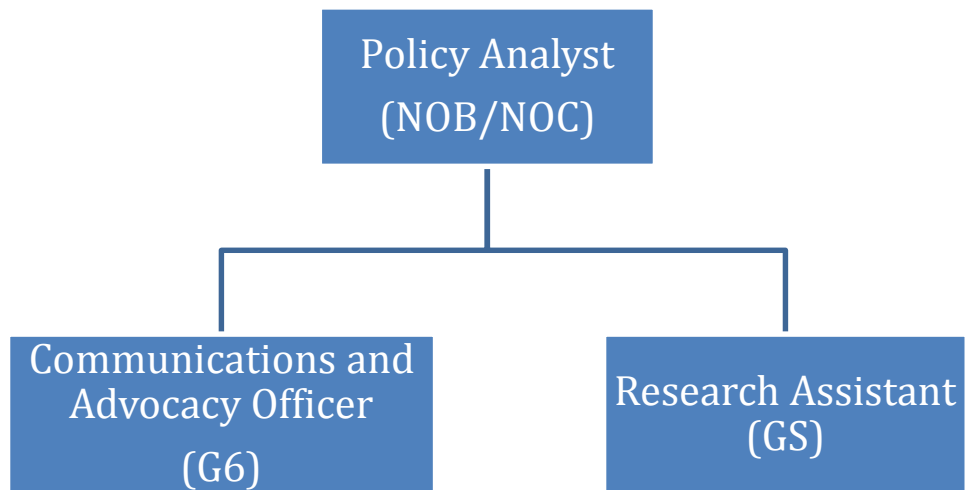 Policy Analyst
(NOB/NOC)
Communications and
Advocacy Officer
(G6)
Research Assistant
(GS)